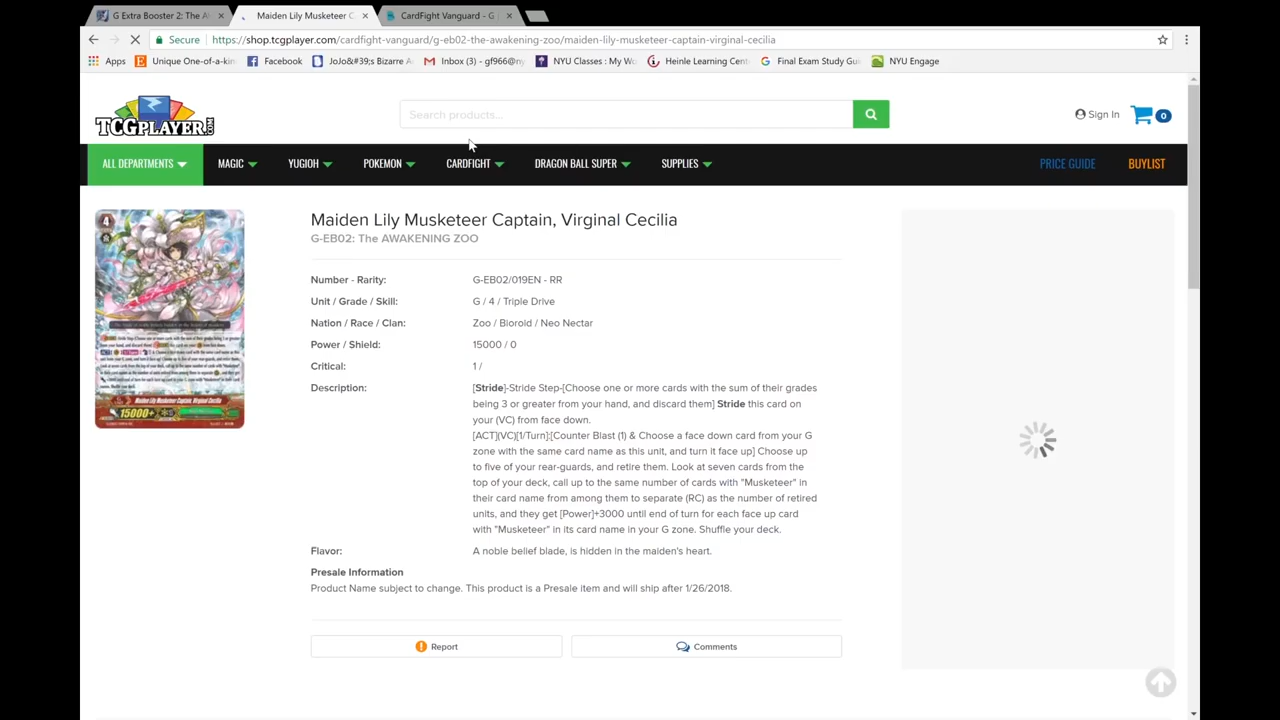 G Extra Booster 2: The A
Maiden Lily Musketeer C
CardFight Vanguard - G
Secure https://shop.tcgplayer.com/cardfight-vanguard/g-eb02-the-awakening-zoo/maiden-lily-musketeer-captain-virginal-cecilia
Apps Unique One-of-a-kin Facebook JoJo&#39;s Bizarre A Inbox (3) - gf966@ny NYU Classes : My Wo Heinle Learning Cent Final Exam Study Gui NYU Engage
TCGPLAYER.COM
Search products...
Sign In 0
ALL DEPARTMENTS MAGIC YUGIOH POKEMON CARDFIGHT DRAGON BALL SUPER SUPPLIES PRICE GUIDE BUYLIST
Maiden Lily Musketeer Captain, Virginal Cecilia
G-EB02: The AWAKENING ZOO
Number - Rarity: G-EB02/019EN - RR
Unit / Grade / Skill: G / 4 / Triple Drive
Nation / Race / Clan: Zoo / Bioroid / Neo Nectar
Power / Shield: 15000 / 0
Critical: 1 /
Description: [Stride]-Stride Step-[Choose one or more cards with the sum of their grades
being 3 or greater from your hand, and discard them] Stride this card on
your (VC) from face down.
[ACT](VC)[1/Turn]:[Counter Blast (1) & Choose a face down card from your G
zone with the same card name as this unit, and turn it face up] Choose up
to five of your rear-guards, and retire them. Look at seven cards from the
top of your deck, call up to the same number of cards with "Musketeer" in
their card name from among them to separate (RC) as the number of retired
units, and they get [Power]+3000 until end of turn for each face up card
with "Musketeer" in its card name in your G zone. Shuffle your deck.
Flavor: A noble belief blade, is hidden in the maiden's heart.
Presale Information
Product Name subject to change. This product is a Presale item and will ship after 1/26/2018.
Report
Comments
4
Maiden Lily Musketeer Captain, Virginal Cecilia
15000+